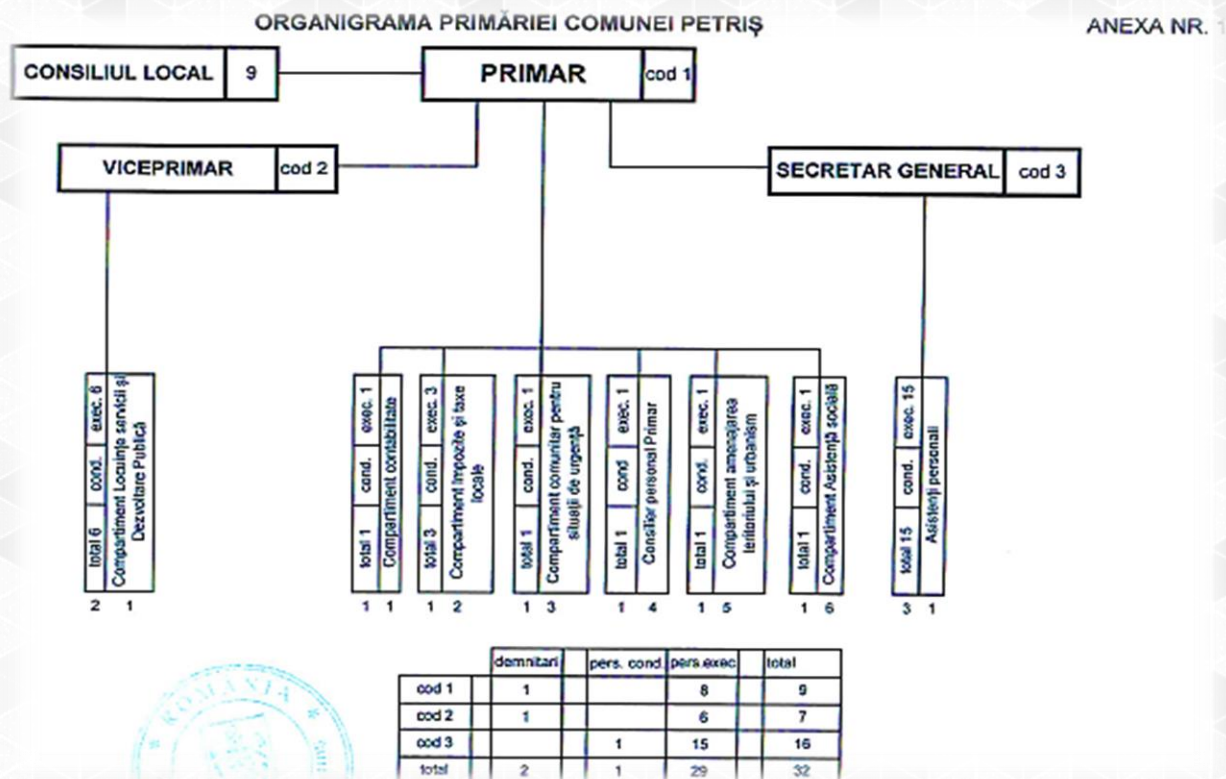 ORGANIGRAMA PRIMĂRIEI COMUNEI PETRIȘ
ANEXA NR. 1
CONSILIUL LOCAL 9
PRIMAR cod 1
VICEPRIMAR cod 2
SECRETAR GENERAL cod 3
total 6 cond. exec. 6
Compartiment Locuințe servicii și
Dezvoltare Publică
2 1
total 1 cond. exec. 1
Compartiment contabilitate
1 1
total 3 cond. exec. 3
Compartiment Impozite și taxe
locale
1 2
total 1 cond. exec. 1
Compartiment comunitar pentru
situații de urgență
1 3
total 1 cond exec. 1
Consilier personal Primar
1 4
total 1 cond. exec. 1
Compartiment amenajarea
teritoriului și urbanism
1 5
total 1 cond. exec. 1
Compartiment Asistență socială
1 6
total 15 cond. exec. 15
Asistenți personali
3 1
demnitari pers. cond. pers.exec total
cod 1 1 8 9
cod 2 1 6 7
cod 3 1 15 16
total 2 1 29 32
ROMÂNIA